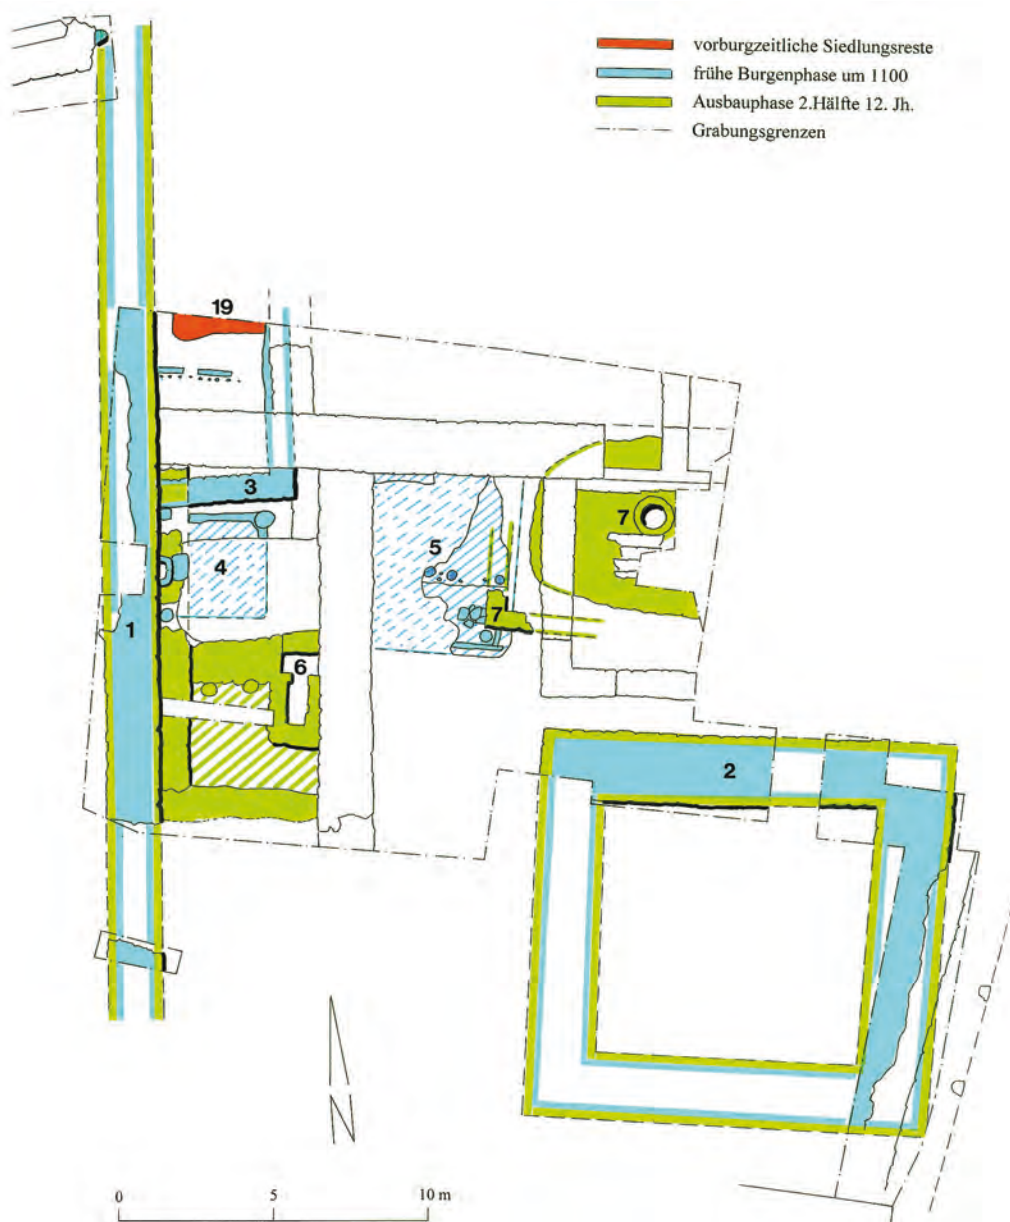 vorburgzeitliche Siedlungsreste
frühe Burgenphase um 1100
Ausbauphase 2.Hälfte 12. Jh.
Grabungsgrenzen
19
3
5
7
4
7
1
6
2
N
0 5 10 m